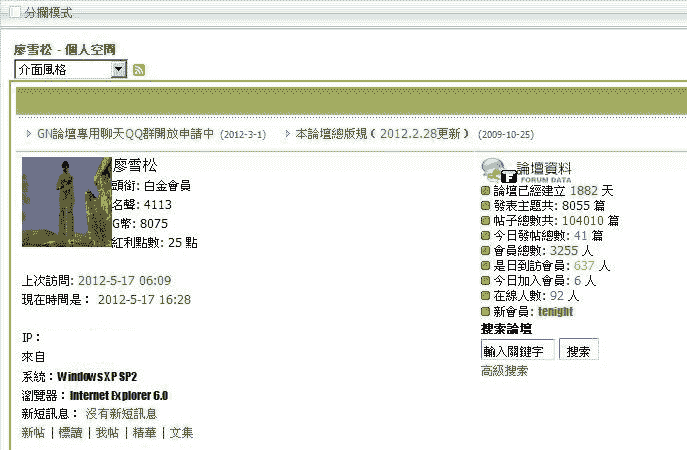 分欄模式
廖雪松 - 個人空間
介面風格
GN論壇專用聊天QQ群開放申請中 (2012-3-1) 本論壇總版規 ( 2012.2.28更新 ) (2009-10-25)
廖雪松
頭銜: 白金會員
名聲: 4113
G幣: 8075
紅利點數: 25 點
上次訪問: 2012-5-17 06:09
現在時間是： 2012-5-17 16:28
IP：
來自
系統：Windows XP SP2
瀏覽器：Internet Explorer 6.0
新短訊息： 沒有新短訊息
新帖｜標讀｜我帖｜精華｜文集
論壇資料
FORUM DATA
論壇已經建立 1882 天
發表主題共: 8055 篇
帖子總數共: 104010 篇
今日發帖總數: 41 篇
會員總數: 3255 人
是日到訪會員: 637 人
今日加入會員: 6 人
在線人數: 92 人
新會員: tenight
搜索論壇
輸入關鍵字 搜索
高級搜索